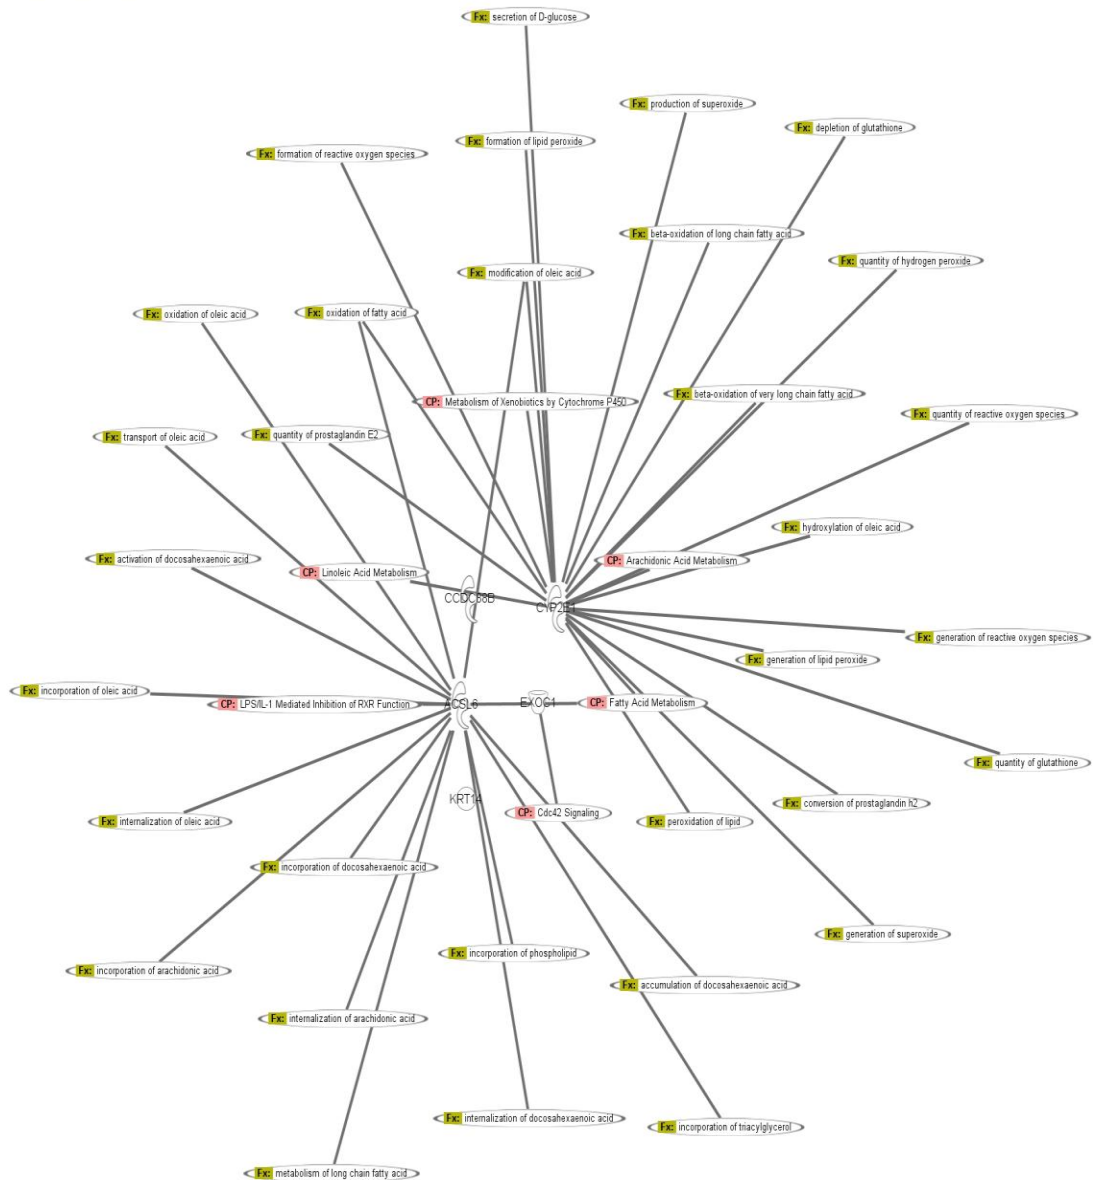 Fx: secretion of D-glucose
Fx: production of superoxide
Fx: depletion of glutathione
Fx: formation of lipid peroxide
Fx: formation of reactive oxygen species
Fx: beta-oxidation of long chain fatty acid
Fx: quantity of hydrogen peroxide
Fx: modification of oleic acid
Fx: oxidation of oleic acid
Fx: oxidation of fatty acid
Fx: beta-oxidation of very long chain fatty acid
CP: Metabolism of Xenobiotics by Cytochrome P450
Fx: quantity of reactive oxygen species
Fx: transport of oleic acid
Fx: quantity of prostaglandin E2
Fx: hydroxylation of oleic acid
Fx: activation of docosahexaenoic acid
CP: Arachidonic Acid Metabolism
CP: Linoleic Acid Metabolism
CCDC88B
CYP2E1
Fx: generation of reactive oxygen species
Fx: generation of lipid peroxide
Fx: incorporation of oleic acid
CP: LPS/IL-1 Mediated Inhibition of RXR Function
ACSL6
EXOC1
CP: Fatty Acid Metabolism
Fx: quantity of glutathione
KRT14
Fx: conversion of prostaglandin h2
CP: Cdc42 Signaling
Fx: internalization of oleic acid
Fx: peroxidation of lipid
Fx: incorporation of docosahexaenoic acid
Fx: generation of superoxide
Fx: incorporation of phospholipid
Fx: incorporation of arachidonic acid
Fx: accumulation of docosahexaenoic acid
Fx: internalization of arachidonic acid
Fx: internalization of docosahexaenoic acid
Fx: incorporation of triacylglycerol
Fx: metabolism of long chain fatty acid